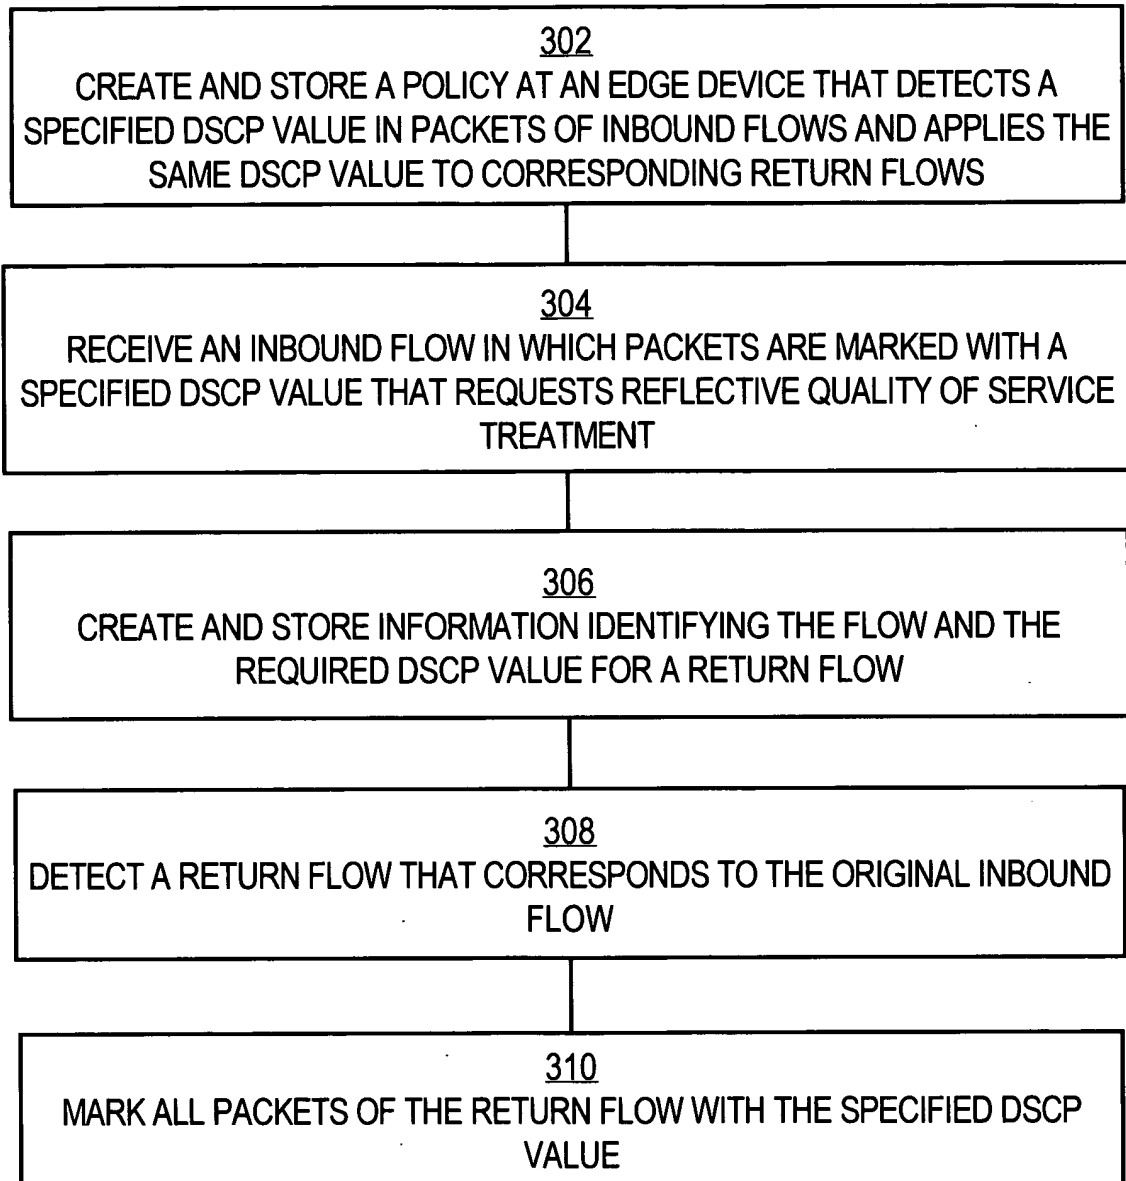 302
CREATE AND STORE A POLICY AT AN EDGE DEVICE THAT DETECTS A
SPECIFIED DSCP VALUE IN PACKETS OF INBOUND FLOWS AND APPLIES THE
SAME DSCP VALUE TO CORRESPONDING RETURN FLOWS
304
RECEIVE AN INBOUND FLOW IN WHICH PACKETS ARE MARKED WITH A
SPECIFIED DSCP VALUE THAT REQUESTS REFLECTIVE QUALITY OF SERVICE
TREATMENT
306
CREATE AND STORE INFORMATION IDENTIFYING THE FLOW AND THE
REQUIRED DSCP VALUE FOR A RETURN FLOW
308
DETECT A RETURN FLOW THAT CORRESPONDS TO THE ORIGINAL INBOUND
FLOW
310
MARK ALL PACKETS OF THE RETURN FLOW WITH THE SPECIFIED DSCP
VALUE